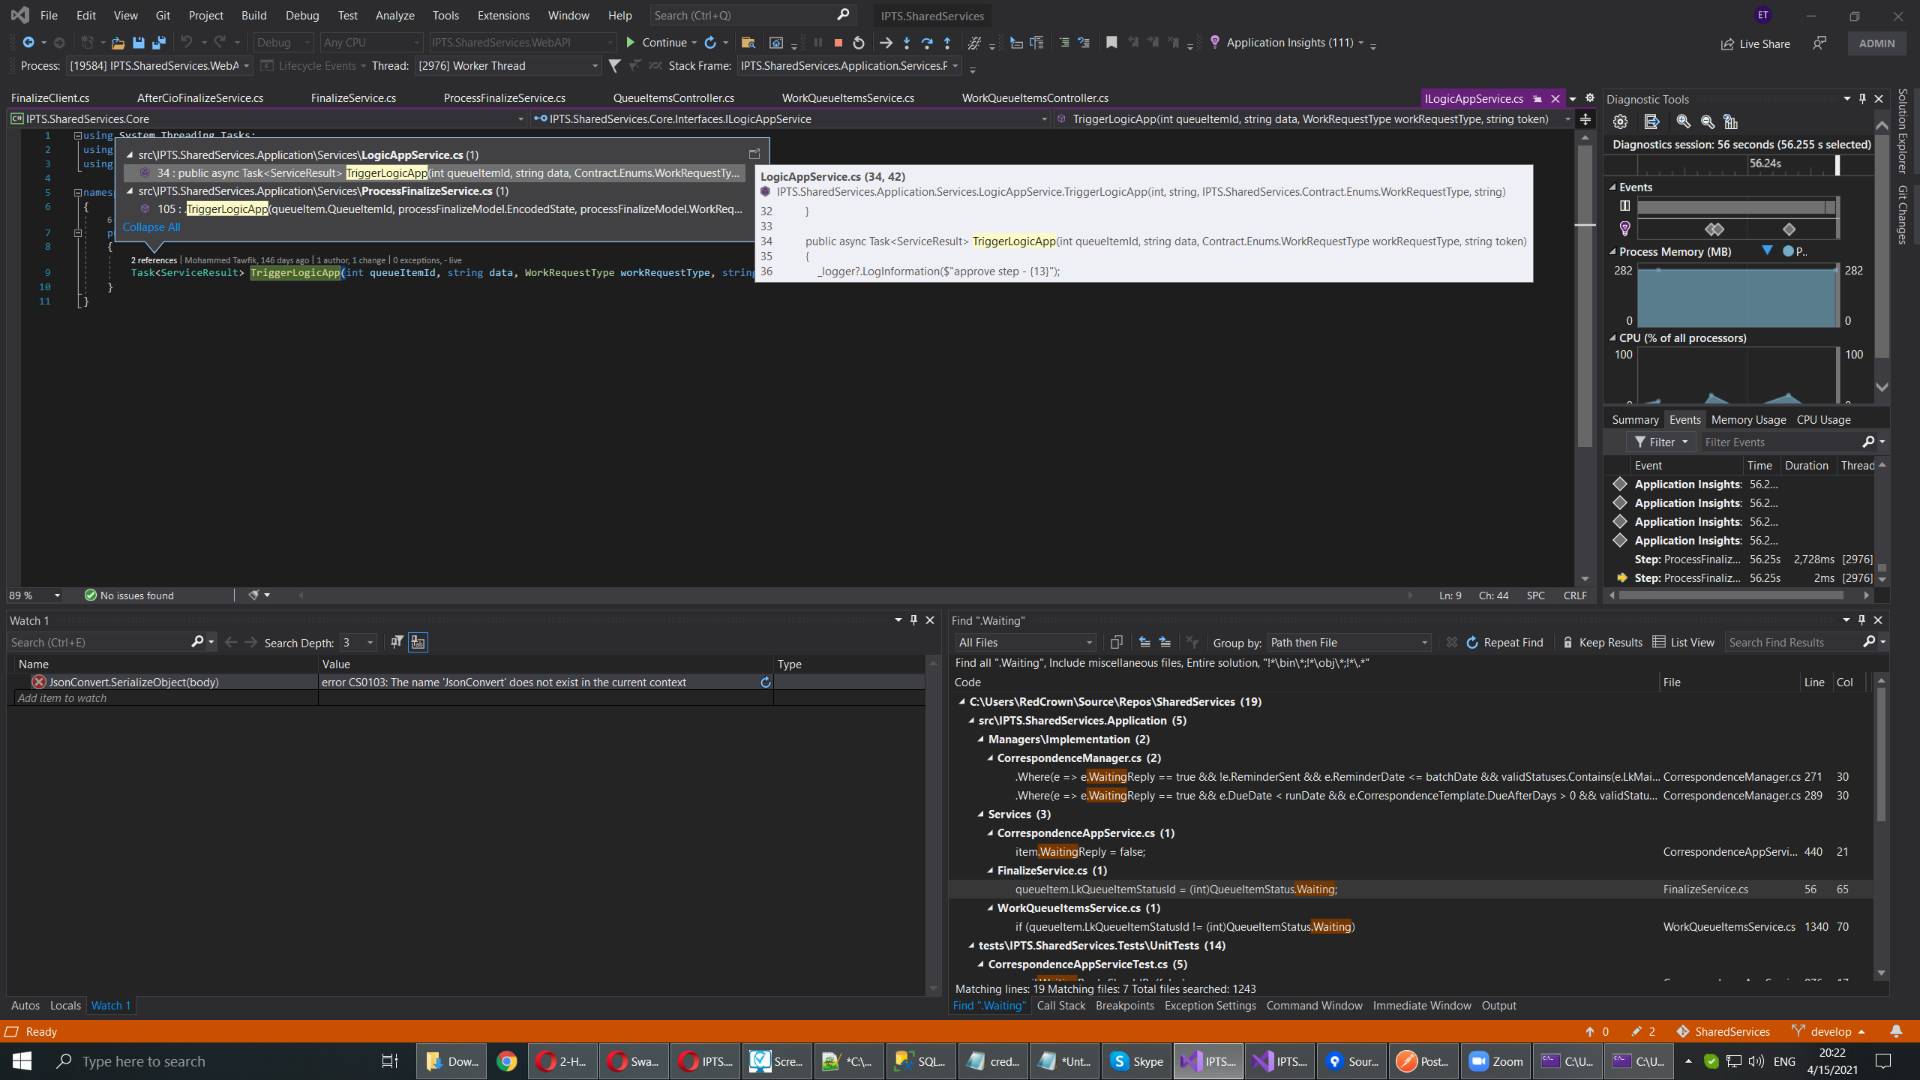 File Edit View Git Project Build Debug Test Analyze Tools Extensions Window Help Search (Ctrl+Q) IPTS.SharedServices ET
Debug Any CPU IPTS.SharedServices.WebAPI Continue Application Insights (111) Live Share ADMIN
Process: [19584] IPTS.SharedServices.WebA Lifecycle Events Thread: [2976] Worker Thread Stack Frame: IPTS.SharedServices.Application.Services.F
FinalizeClient.cs AfterCioFinalizeService.cs FinalizeService.cs ProcessFinalizeService.cs QueueItemsController.cs WorkQueueItemsService.cs WorkQueueItemsController.cs ILogicAppService.cs
IPTS.SharedServices.Core IPTS.SharedServices.Core.Interfaces.ILogicAppService TriggerLogicApp(int queueItemId, string data, WorkRequestType workRequestType, string token)
1 using System.Threading.Tasks;
2 using
3 using
4
5 namesp
6 {
7 p
8 {
9 Task<ServiceResult> TriggerLogicApp(int queueItemId, string data, WorkRequestType workRequestType, string
10 }
11 }
src\IPTS.SharedServices.Application\Services\LogicAppService.cs (1)
34 : public async Task<ServiceResult> TriggerLogicApp(int queueItemId, string data, Contract.Enums.WorkRequestTy...
src\IPTS.SharedServices.Application\Services\ProcessFinalizeService.cs (1)
105 : .TriggerLogicApp(queueItem.QueueItemId, processFinalizeModel.EncodedState, processFinalizeModel.WorkReq...
Collapse All
2 references | Mohammed Tawfik, 146 days ago | 1 author, 1 change | 0 exceptions, - live
LogicAppService.cs (34, 42)
IPTS.SharedServices.Application.Services.LogicAppService.TriggerLogicApp(int, string, IPTS.SharedServices.Contract.Enums.WorkRequestType, string)
32 }
33
34 public async Task<ServiceResult> TriggerLogicApp(int queueItemId, string data, Contract.Enums.WorkRequestType workRequestType, string token)
35 {
36 _logger?.LogInformation($"approve step - {13}");
89 % No issues found Ln: 9 Ch: 44 SPC CRLF
Diagnostic Tools
Diagnostics session: 56 seconds (56.255 s selected)
56.24s
Events
Process Memory (MB) P..
282 282
0 0
CPU (% of all processors)
100 100
Summary Events Memory Usage CPU Usage
Filter Filter Events
Event Time Duration Thread
Application Insights: 56.2...
Application Insights: 56.2...
Application Insights: 56.2...
Application Insights: 56.2...
Step: ProcessFinaliz... 56.25s 2,728ms [2976]
Step: ProcessFinaliz... 56.25s 2ms [2976]
Solution Explorer
Git Changes
Watch 1
Search (Ctrl+E) Search Depth: 3
Name Value Type
JsonConvert.SerializeObject(body) error CS0103: The name 'JsonConvert' does not exist in the current context
Add item to watch
Autos Locals Watch 1
Find ".Waiting"
All Files Group by: Path then File Repeat Find Keep Results List View Search Find Results
Find all ".Waiting", Include miscellaneous files, Entire solution, "!*\bin\*;!*\obj\*;!*\.*"
Code File Line Col
C:\Users\RedCrown\Source\Repos\SharedServices (19)
src\IPTS.SharedServices.Application (5)
Managers\Implementation (2)
CorrespondenceManager.cs (2)
.Where(e => e.WaitingReply == true && !e.ReminderSent && e.ReminderDate <= batchDate && validStatuses.Contains(e.LkMai... CorrespondenceManager.cs 271 30
.Where(e => e.WaitingReply == true && e.DueDate < runDate && e.CorrespondenceTemplate.DueAfterDays > 0 && validStatu... CorrespondenceManager.cs 289 30
Services (3)
CorrespondenceAppService.cs (1)
item.WaitingReply = false; CorrespondenceAppServi... 440 21
FinalizeService.cs (1)
queueItem.LkQueueItemStatusId = (int)QueueItemStatus.Waiting; FinalizeService.cs 56 65
WorkQueueItemsService.cs (1)
if (queueItem.LkQueueItemStatusId != (int)QueueItemStatus.Waiting) WorkQueueItemsService.cs 1340 70
tests\IPTS.SharedServices.Tests\UnitTests (14)
CorrespondenceAppServiceTest.cs (5)
Matching lines: 19 Matching files: 7 Total files searched: 1243
Find ".Waiting" Call Stack Breakpoints Exception Settings Command Window Immediate Window Output
Ready 0 2 SharedServices develop
Type here to search Dow... 2-H... Swa... IPTS... Scre... *C:\... SQL... cred... *Unt... Skype IPTS... IPTS... Sour... Post... Zoom C:\U... C:\U... ENG 20:22
4/15/2021